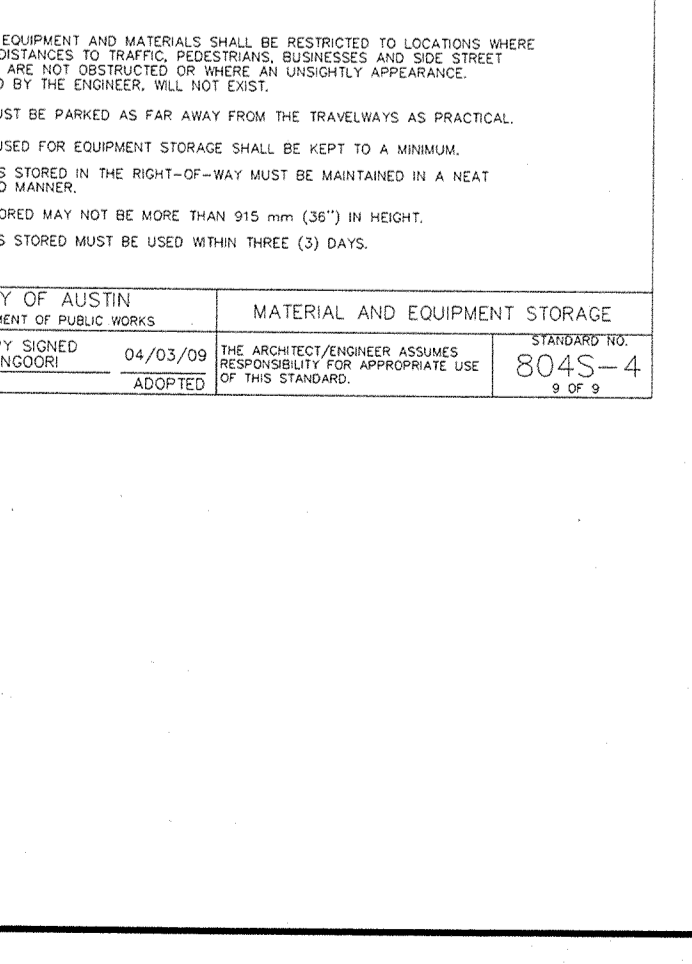 EQUIPMENT AND MATERIALS SHALL BE RESTRICTED TO LOCATIONS WHERE
DISTANCES TO TRAFFIC, PEDESTRIANS, BUSINESSES AND SIDE STREET
ARE NOT OBSTRUCTED OR WHERE AN UNSIGHTLY APPEARANCE.
BY THE ENGINEER, WILL NOT EXIST.
UST BE PARKED AS FAR AWAY FROM THE TRAVELWAYS AS PRACTICAL.
USED FOR EQUIPMENT STORAGE SHALL BE KEPT TO A MINIMUM.
S STORED IN THE RIGHT-OF-WAY MUST BE MAINTAINED IN A NEAT
MANNER.
ORED MAY NOT BE MORE THAN 915 mm (36") IN HEIGHT.
S STORED MUST BE USED WITHIN THREE (3) DAYS.
Y OF AUSTIN
MENT OF PUBLIC WORKS
MATERIAL AND EQUIPMENT STORAGE
PY SIGNED
NGOORI
04/03/09
ADOPTED
THE ARCHITECT/ENGINEER ASSUMES
RESPONSIBILITY FOR APPROPRIATE USE
OF THIS STANDARD.
STANDARD NO.
804S-4
9 OF 9